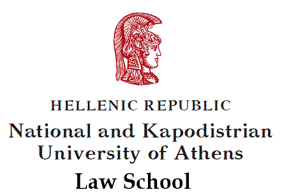 HELLENIC REPUBLIC
National and Kapodistrian
University of Athens
Law School